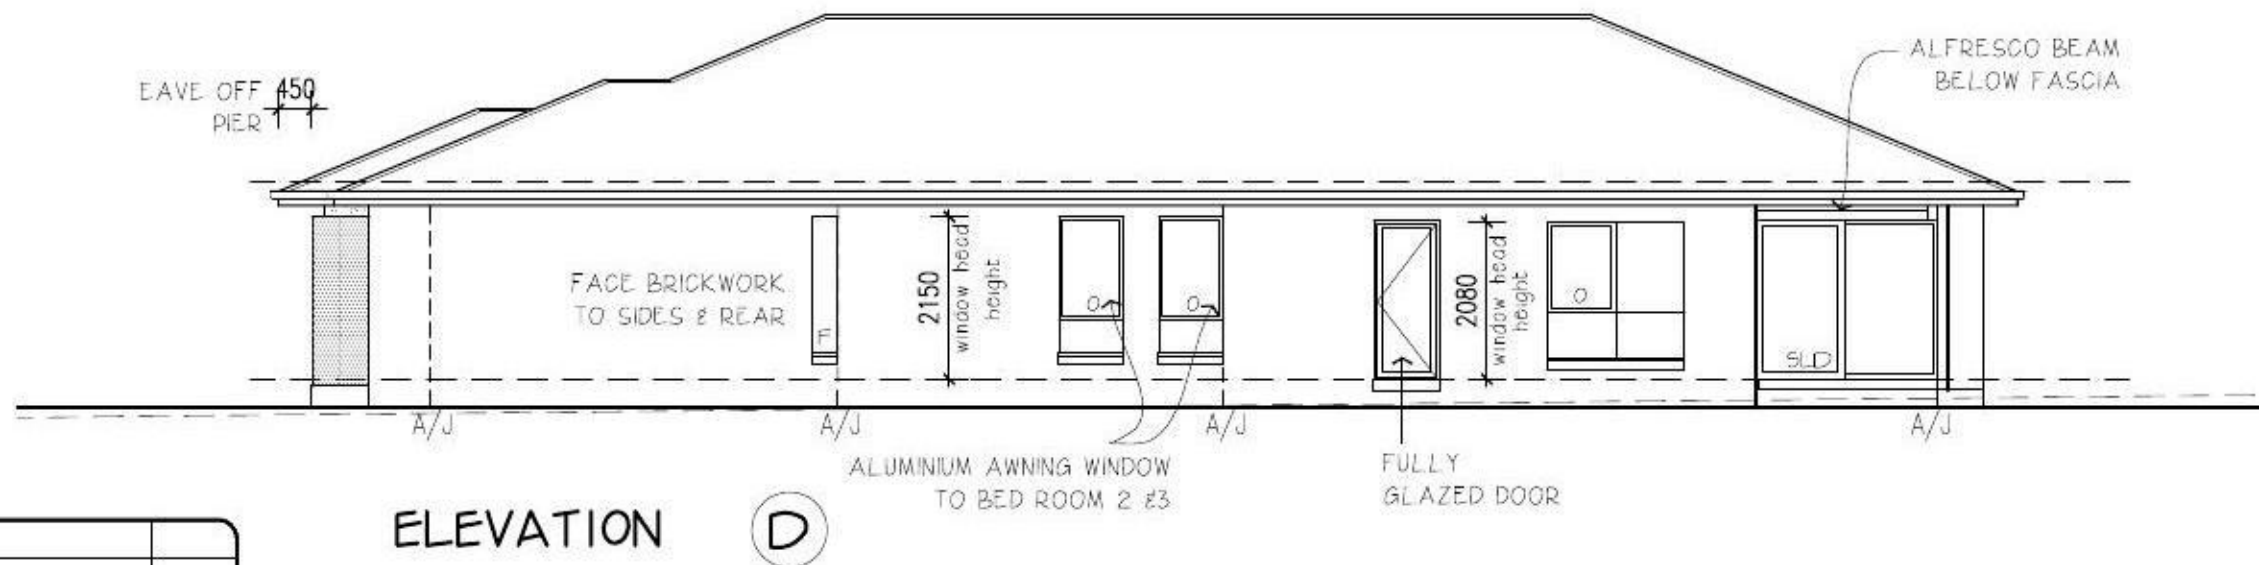 EAVE OFF 450
PIER
ALFRESCO BEAM
BELOW FASCIA
FACE BRICKWORK
TO SIDES & REAR
F
2150
window head
height
O
O
2080
window head
height
O
SLD
A/J
A/J
A/J
A/J
ALUMINIUM AWNING WINDOW
TO BED ROOM 2 &3
FULLY
GLAZED DOOR
ELEVATION D